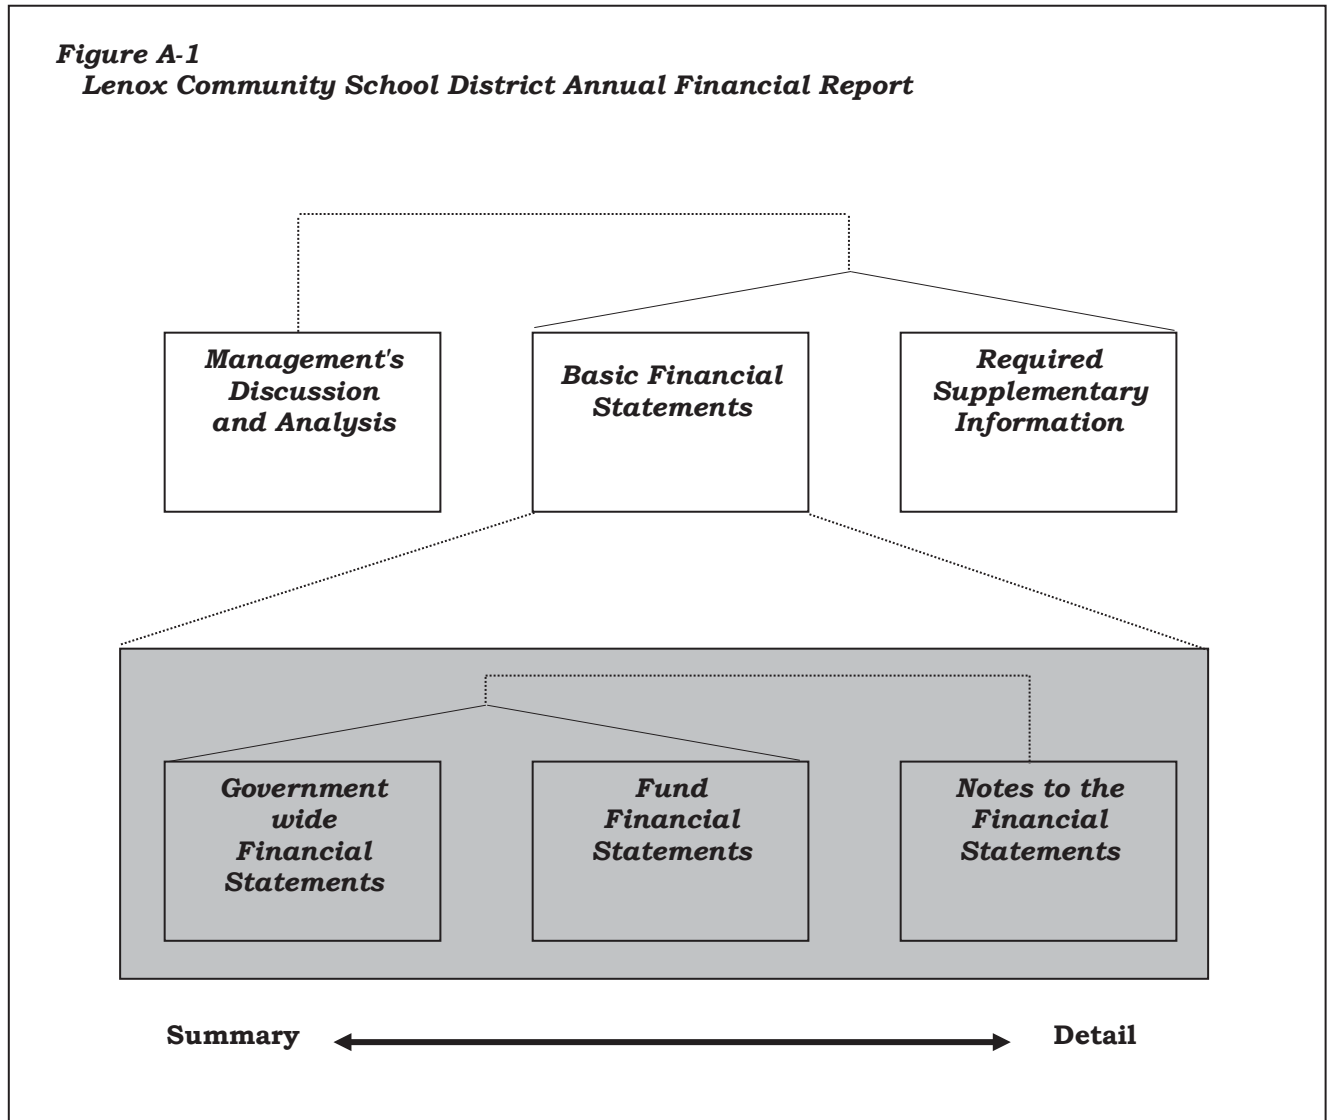 Figure A-1
Lenox Community School District Annual Financial Report
Management's
Discussion
and Analysis
Basic Financial
Statements
Required
Supplementary
Information
Government
wide
Financial
Statements
Fund
Financial
Statements
Notes to the
Financial
Statements
Summary
Detail